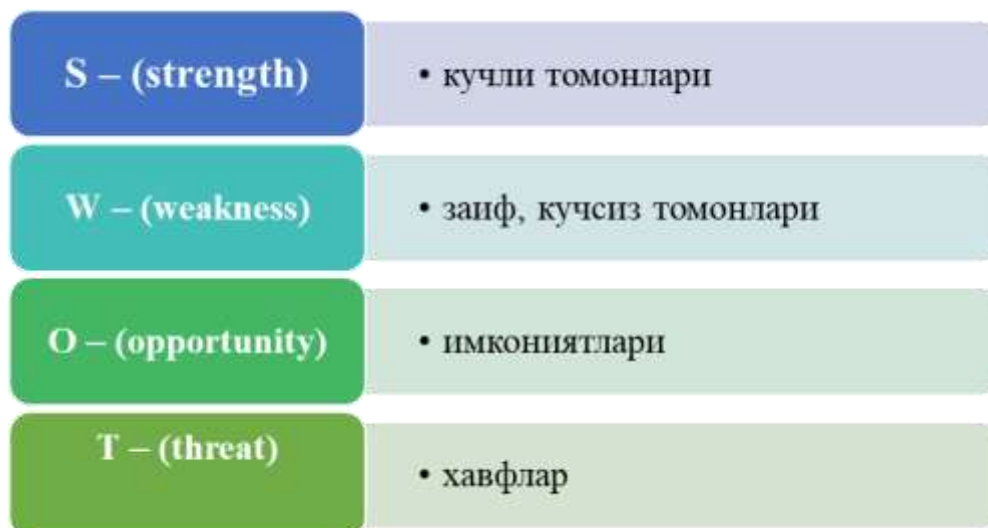 S – (strength)
• кучли томонлари
W – (weakness)
• заиф, кучсиз томонлари
O – (opportunity)
• имкониятлари
T – (threat)
• хавфлар